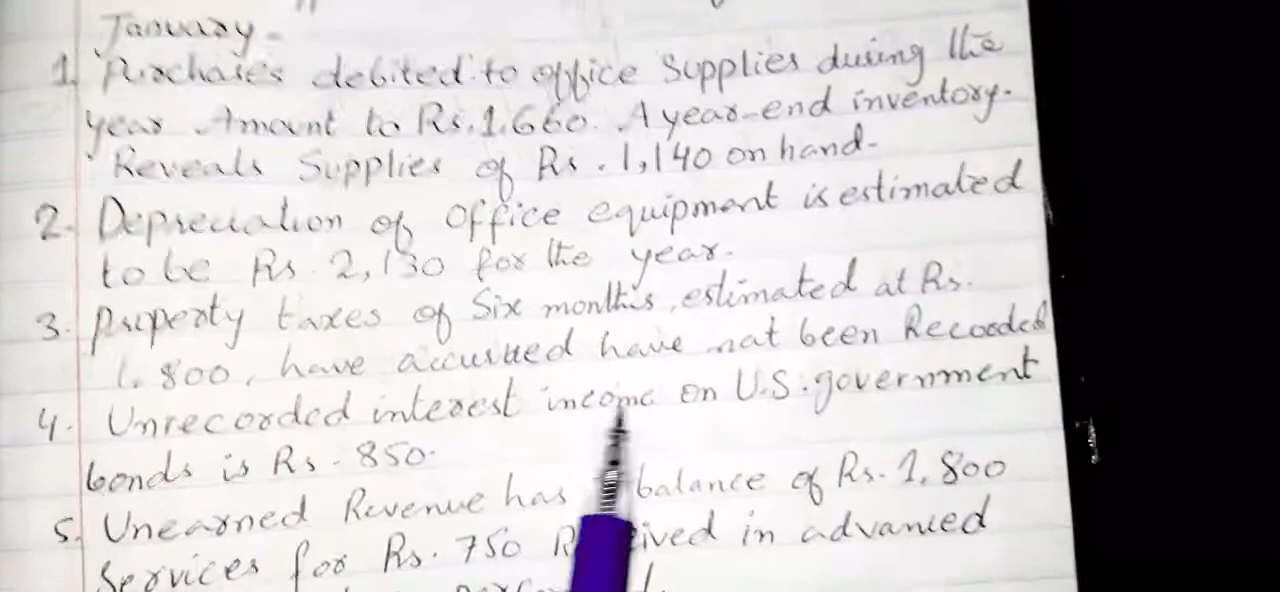 January-
1. Purchases debited to office Supplies during the
year Amount to Rs.1.660. A year-end inventory-
Reveals Supplies of Rs. 1,140 on hand-
2. Depreciation of office equipment is estimated
to be Rs. 2,130 for the year.
3. property taxes of Six months, estimated at Rs.
1,800, have accurued have not been Recorded
4. Unrecorded interest income on U.S. government
bonds is Rs. 850.
5. Unearned Revenue has balance of Rs. 1,800
Services for Rs. 750 in advanced